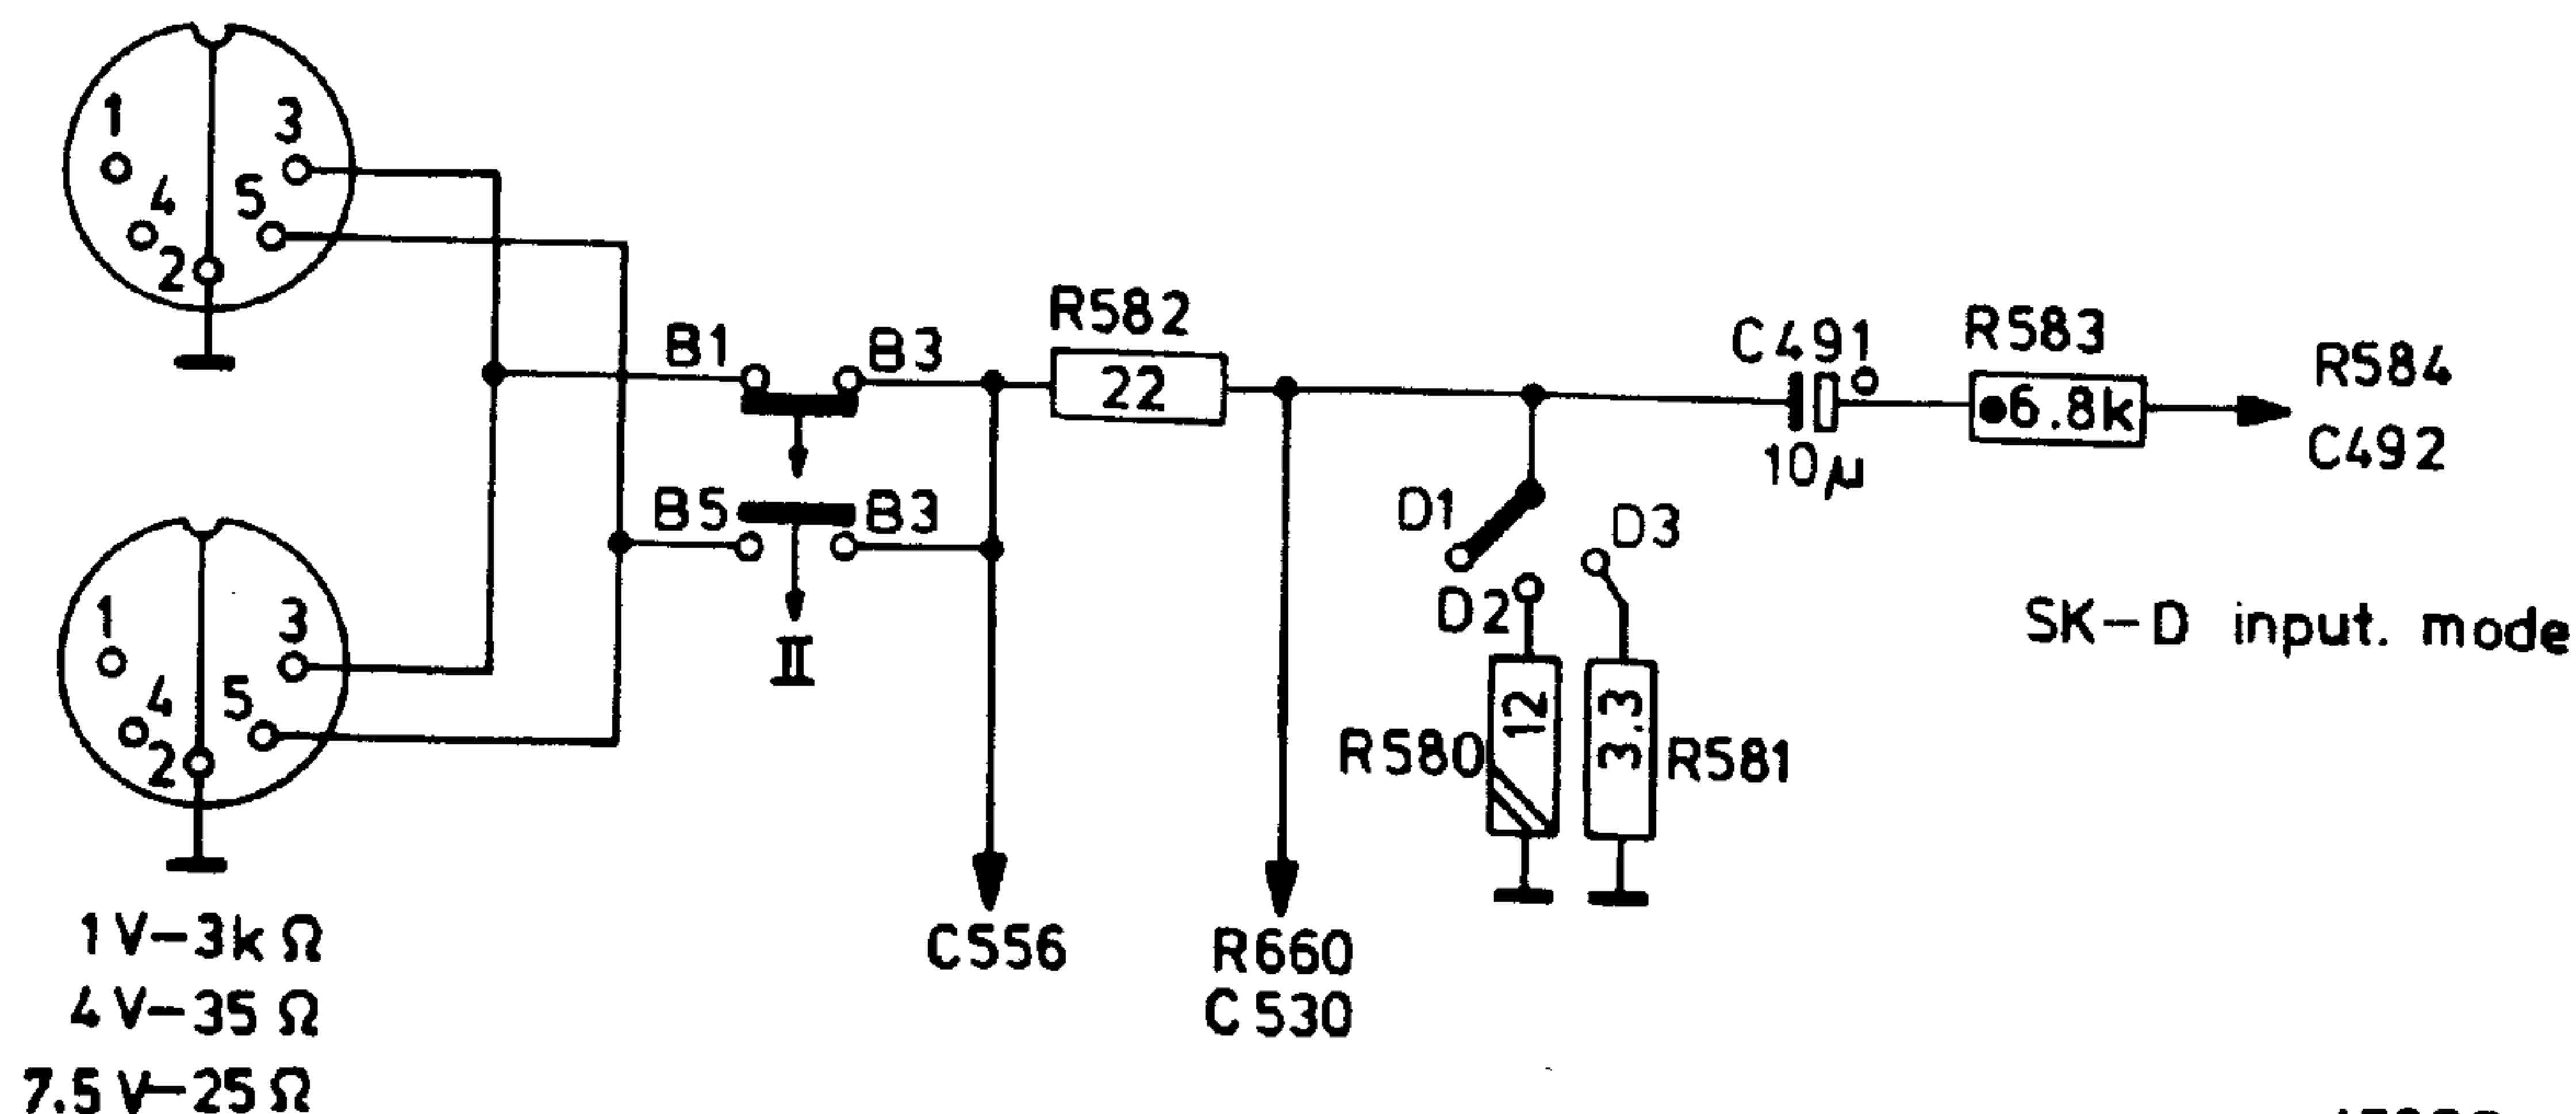 1
3
4
5
2
B1
B3
R582
22
C491
10μ
R583
6.8k
R584
C492
B5
B3
II
D1
D2
D3
SK-D input. mode
1
3
4
5
2
R580
12
3.3
R581
C556
R660
C530
1V-3kΩ
4V-35Ω
7.5V-25Ω